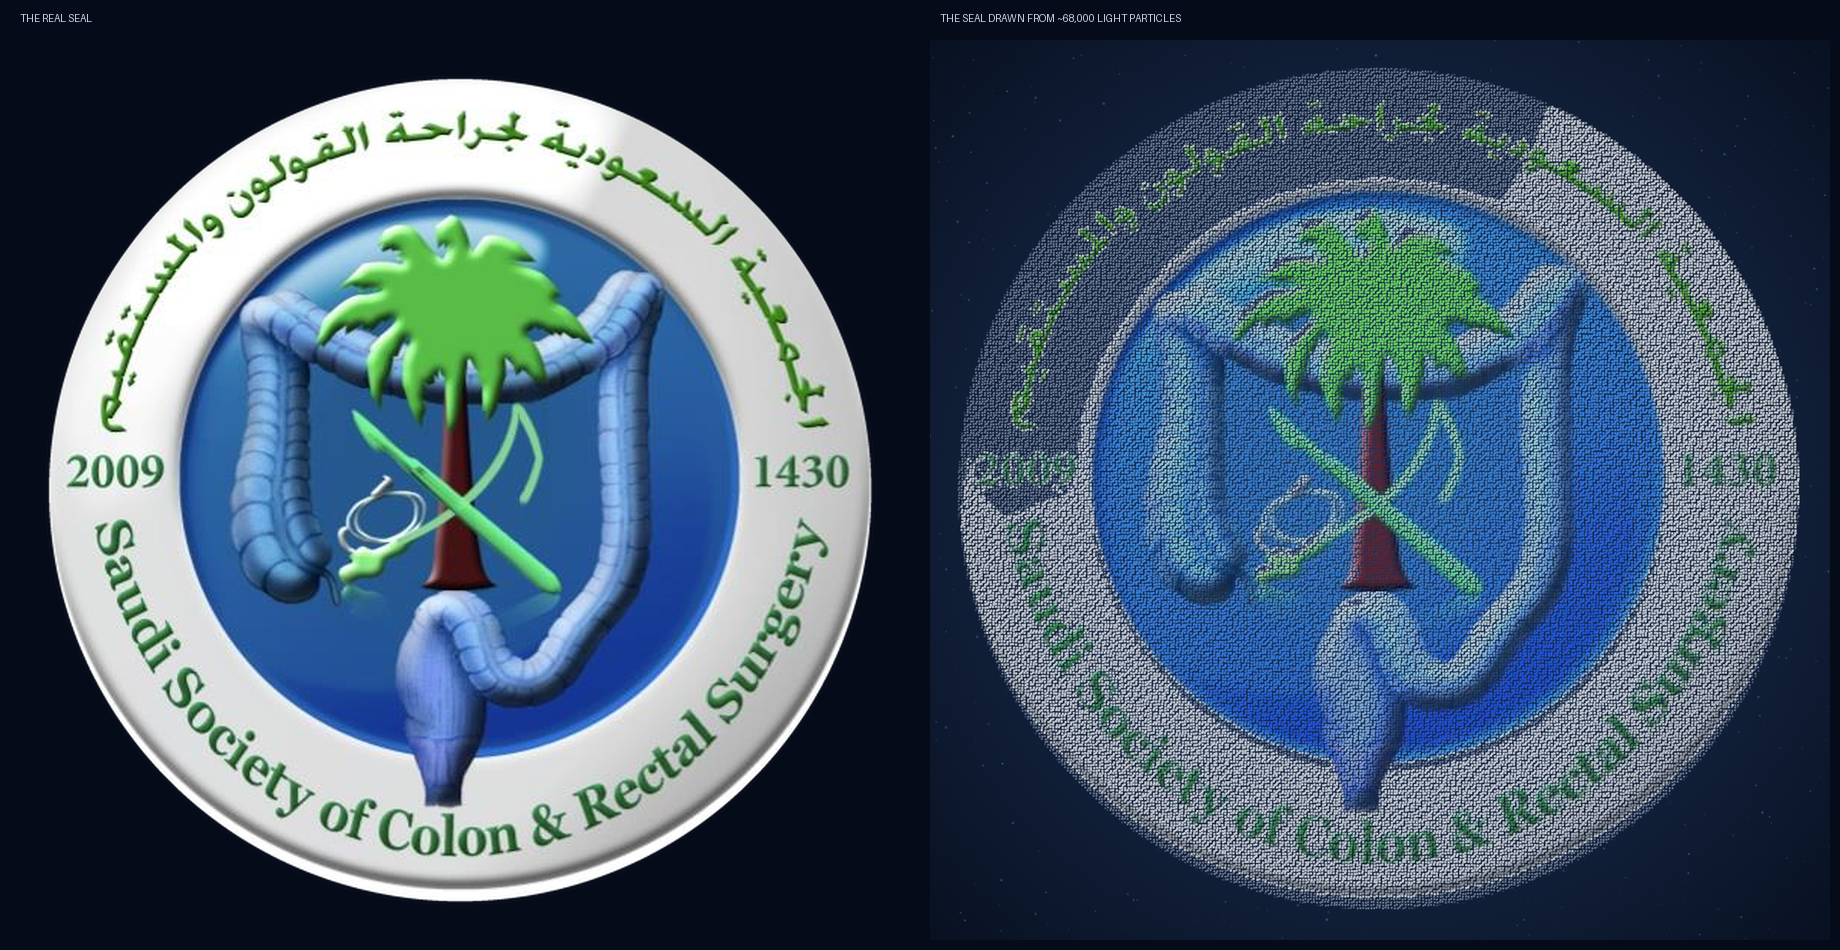 THE REAL SEAL
الجمعية السعودية لجراحة القولون والمستقيم
2009
1430
Saudi Society of Colon & Rectal Surgery
THE SEAL DRAWN FROM ~68,000 LIGHT PARTICLES
الجمعية السعودية لجراحة القولون والمستقيم
2009
1430
Saudi Society of Colon & Rectal Surgery